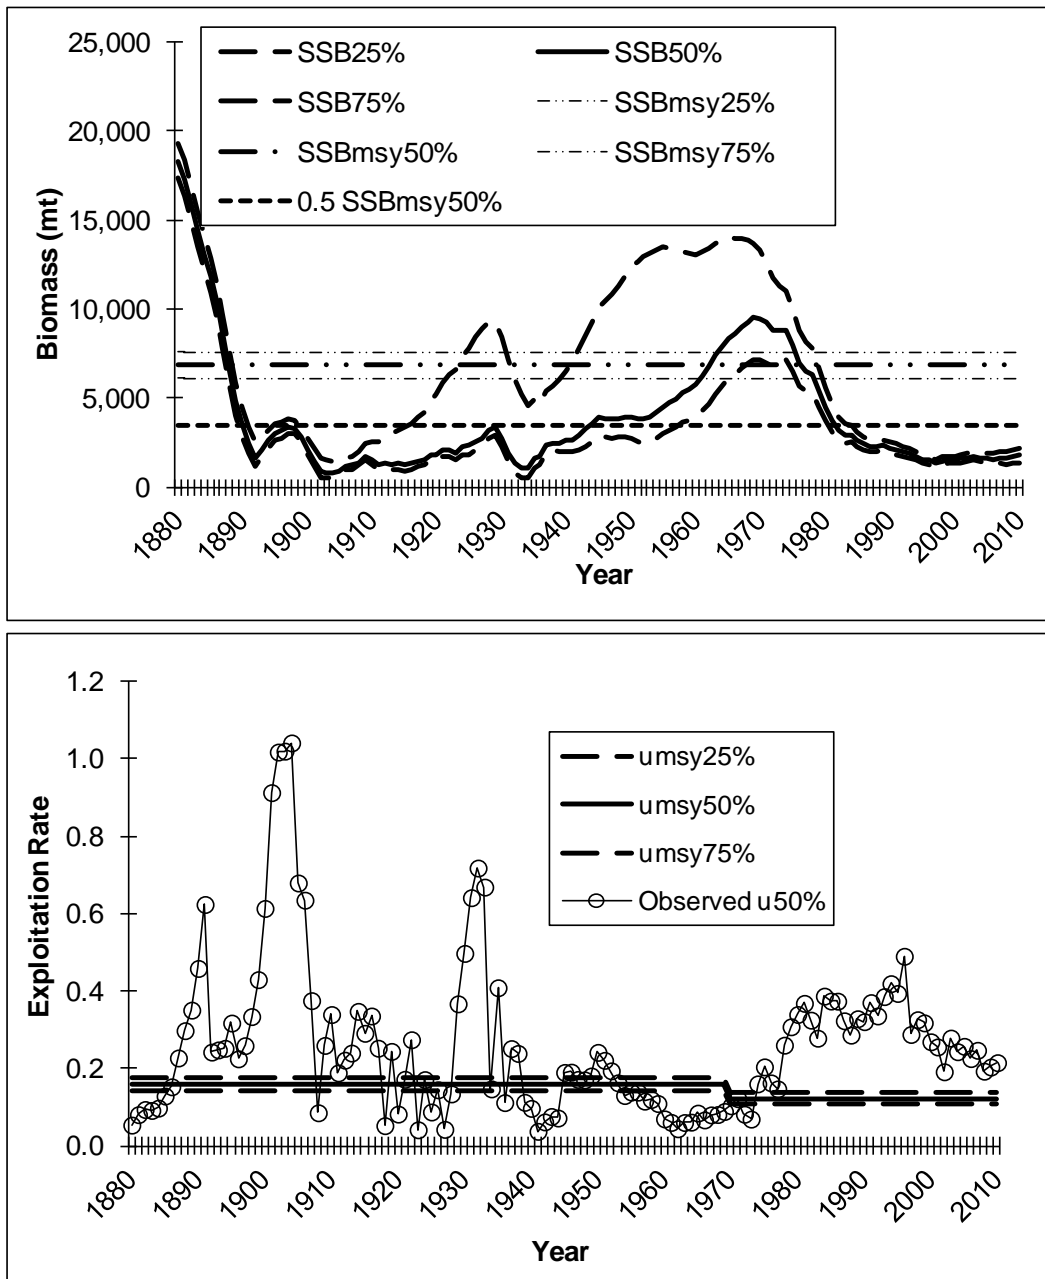 25,000
20,000
15,000
10,000
5,000
0
Biomass (mt)
SSB25%
SSB50%
SSB75%
SSBmsy25%
SSBmsy50%
SSBmsy75%
0.5 SSBmsy50%
1880 1890 1900 1910 1920 1930 1940 1950 1960 1970 1980 1990 2000 2010
Year
1.2
1.0
0.8
0.6
0.4
0.2
0.0
Exploitation Rate
umsy25%
umsy50%
umsy75%
Observed u50%
1880 1890 1900 1910 1920 1930 1940 1950 1960 1970 1980 1990 2000 2010
Year